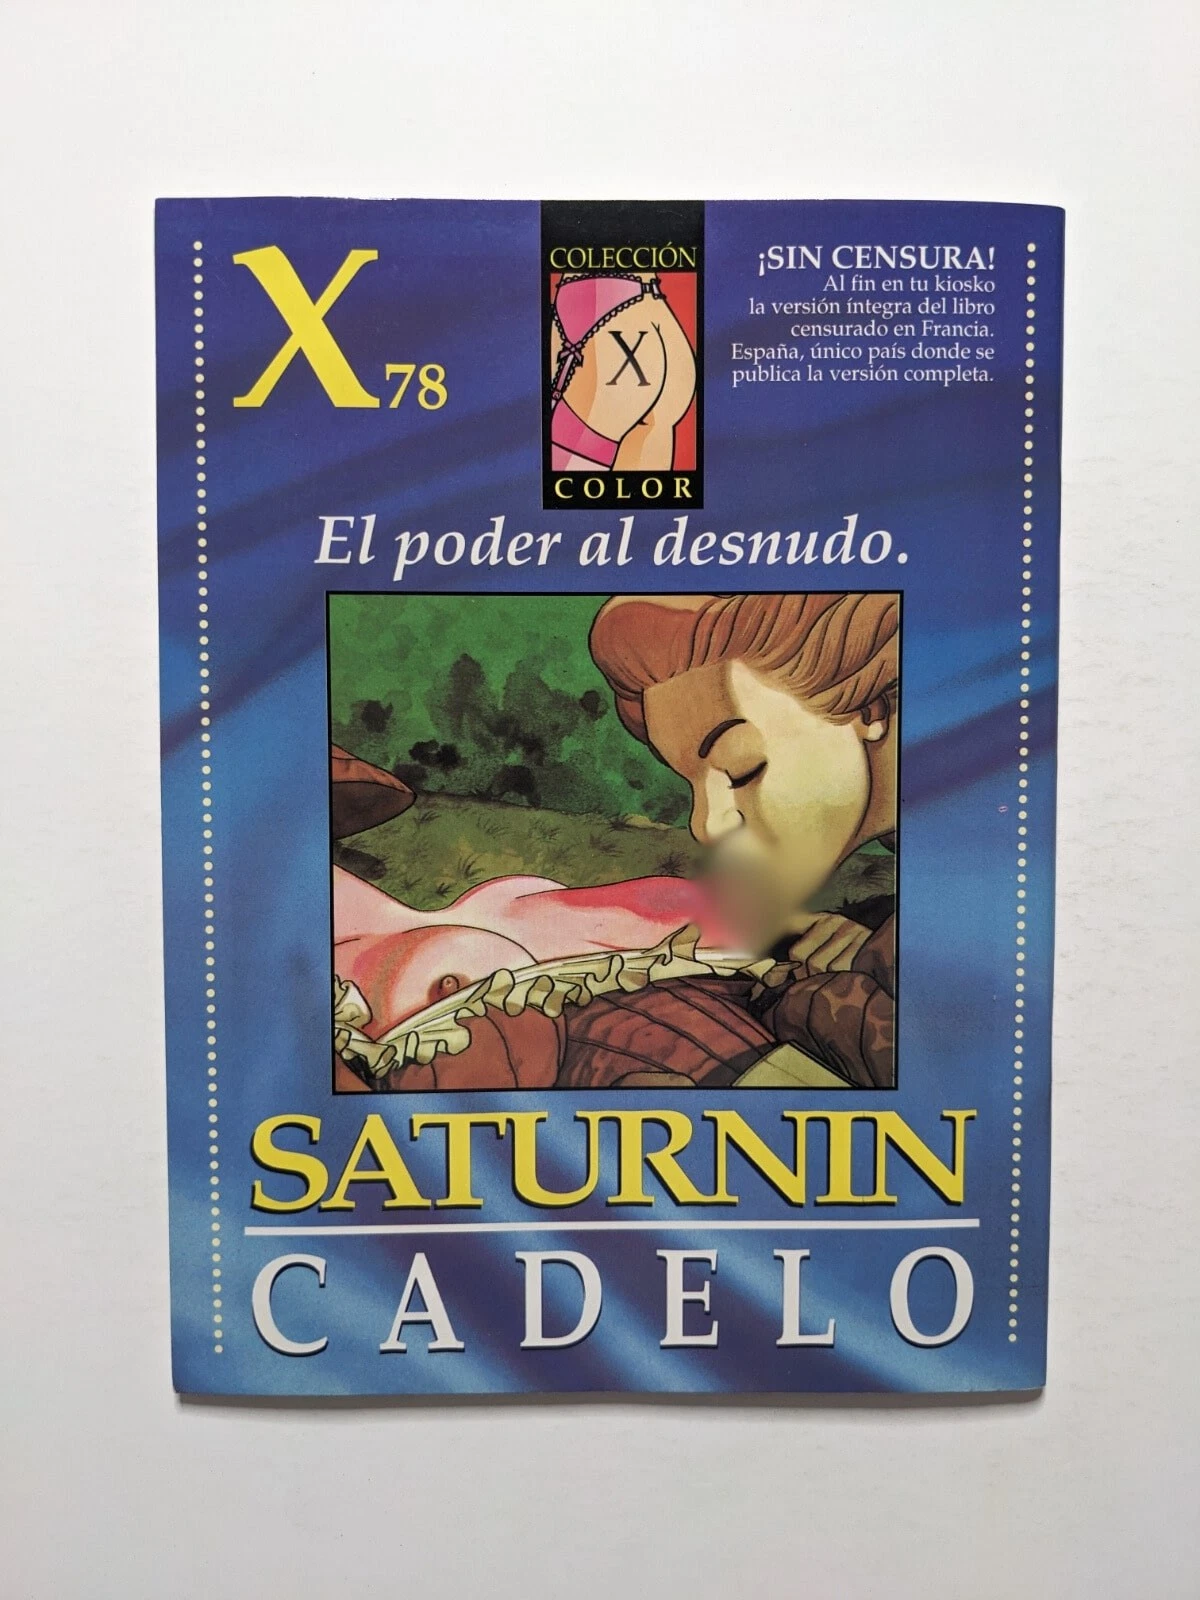 X78
COLECCIÓN
X
COLOR
¡SIN CENSURA!
Al fin en tu kiosko
la versión íntegra del libro
censurado en Francia.
España, único país donde se
publica la versión completa.
El poder al desnudo.
SATURNIN
CADELO